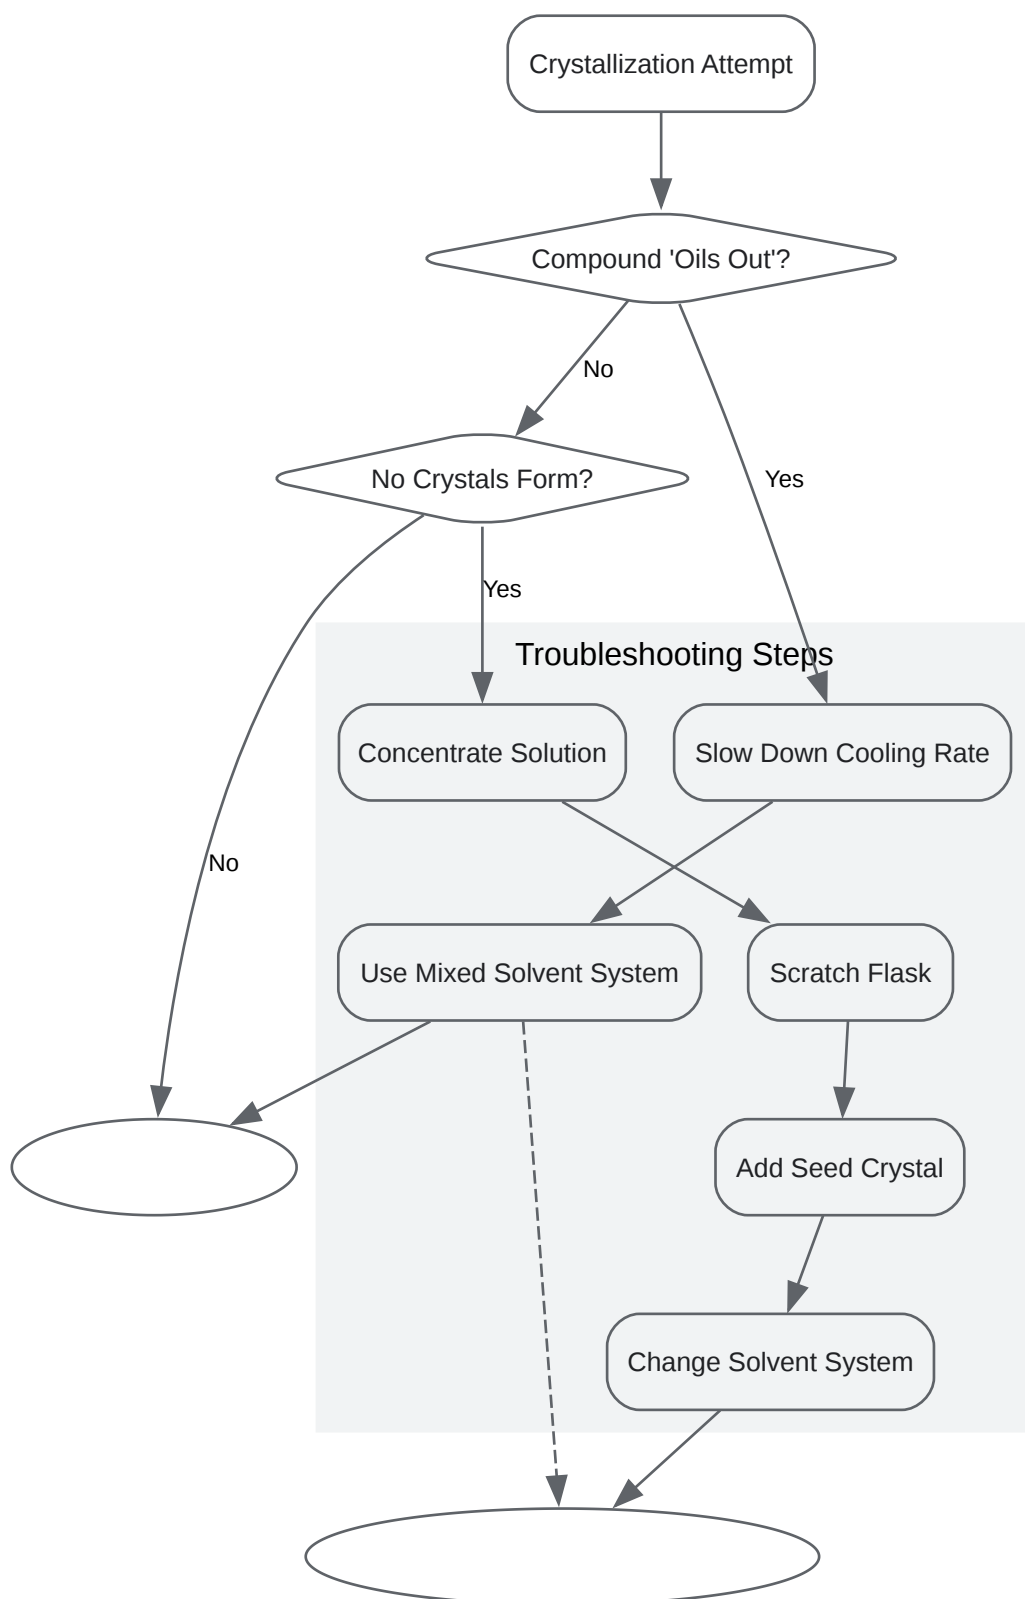 Crystallization Attempt
Compound 'Oils Out'?
No
No Crystals Form?
Yes
Yes
Troubleshooting Steps
Concentrate Solution
Slow Down Cooling Rate
No
Use Mixed Solvent System
Scratch Flask
Add Seed Crystal
Change Solvent System